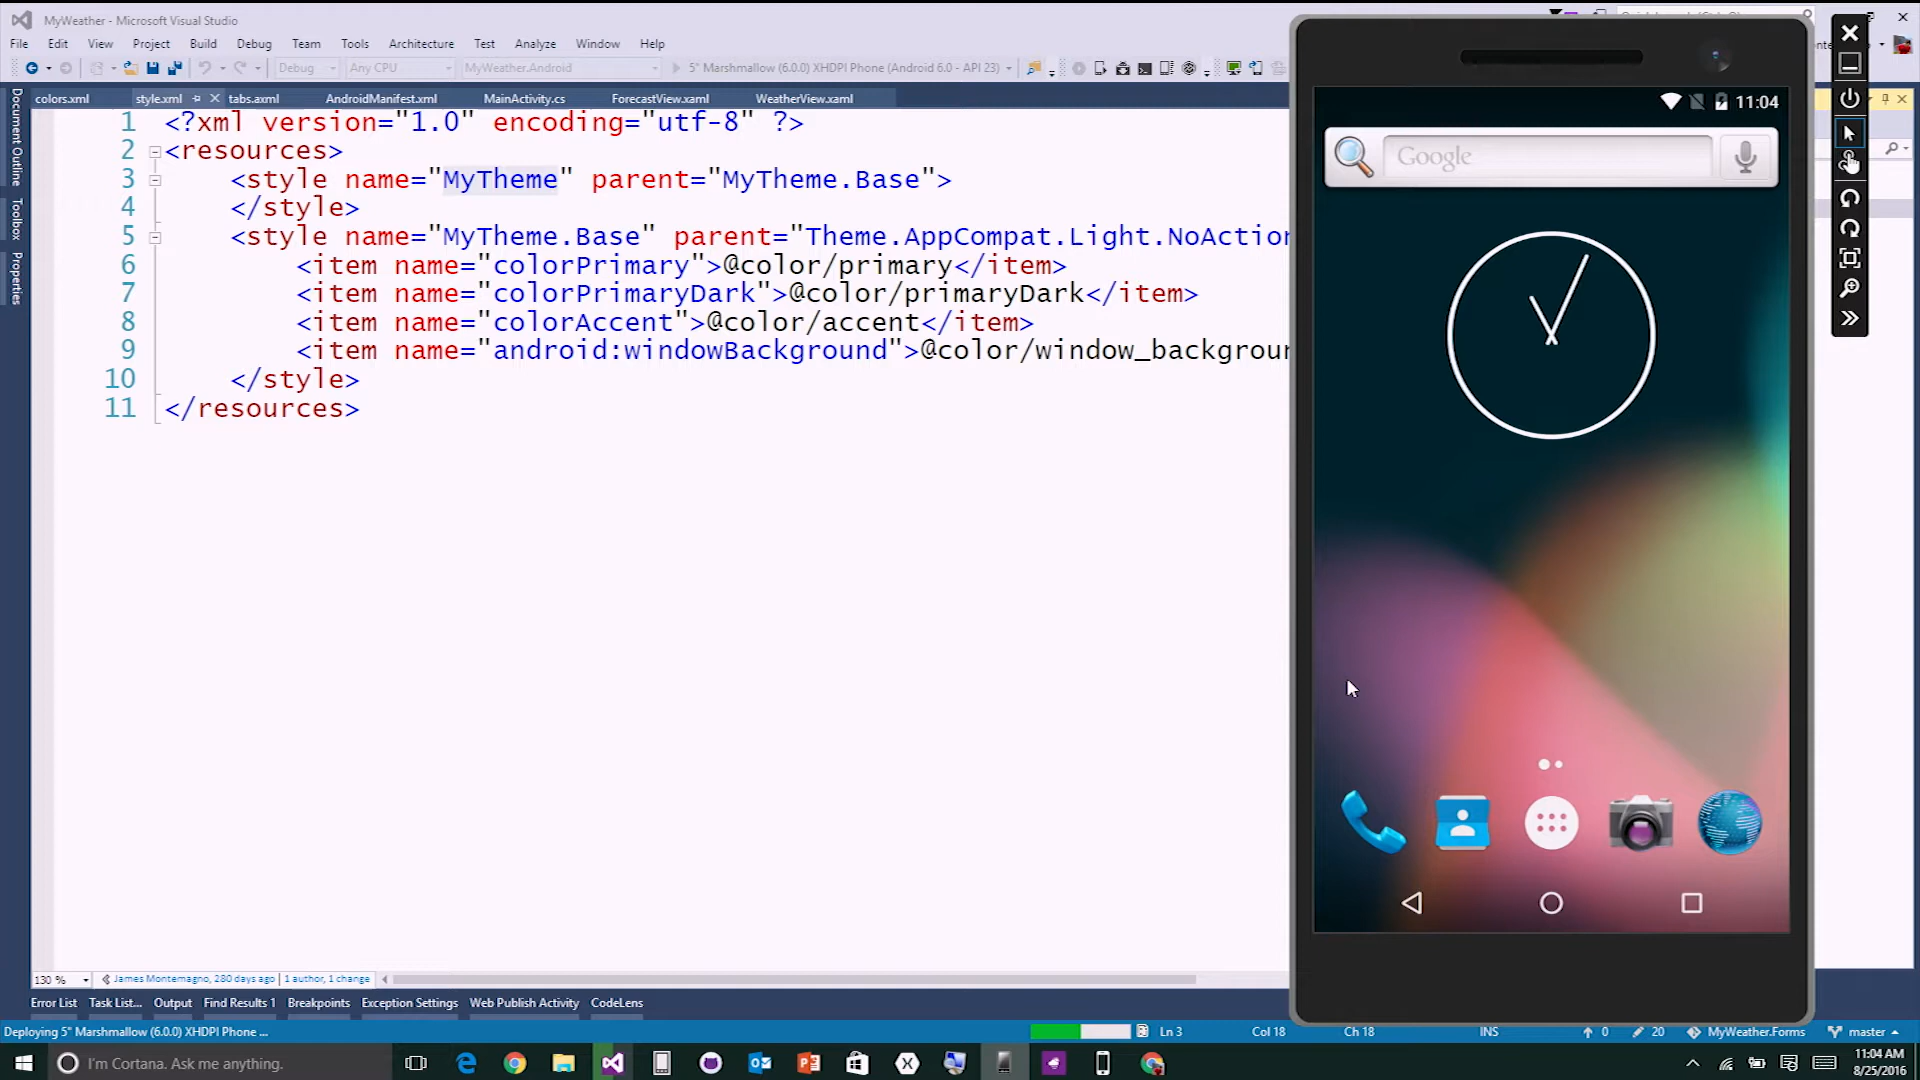 MyWeather - Microsoft Visual Studio
File Edit View Project Build Debug Team Tools Architecture Test Analyze Window Help
Debug Any CPU MyWeather.Android 5" Marshmallow (6.0.0) XHDPI Phone (Android 6.0 - API 23)
colors.xml style.xml tabs.axml AndroidManifest.xml MainActivity.cs ForecastView.xaml WeatherView.xaml
Document Outline
Toolbox
Properties
1 <?xml version="1.0" encoding="utf-8" ?>
2 <resources>
3 <style name="MyTheme" parent="MyTheme.Base">
4 </style>
5 <style name="MyTheme.Base" parent="Theme.AppCompat.Light.NoAction
6 <item name="colorPrimary">@color/primary</item>
7 <item name="colorPrimaryDark">@color/primaryDark</item>
8 <item name="colorAccent">@color/accent</item>
9 <item name="android:windowBackground">@color/window_backgroun
10 </style>
11 </resources>
11:04
Google
130 % James Montemagno, 280 days ago | 1 author, 1 change
Error List Task List... Output Find Results 1 Breakpoints Exception Settings Web Publish Activity CodeLens
Deploying 5" Marshmallow (6.0.0) XHDPI Phone ... Ln 3 Col 18 Ch 18 INS 0 20 MyWeather.Forms master
I'm Cortana. Ask me anything.
11:04 AM
8/25/2016